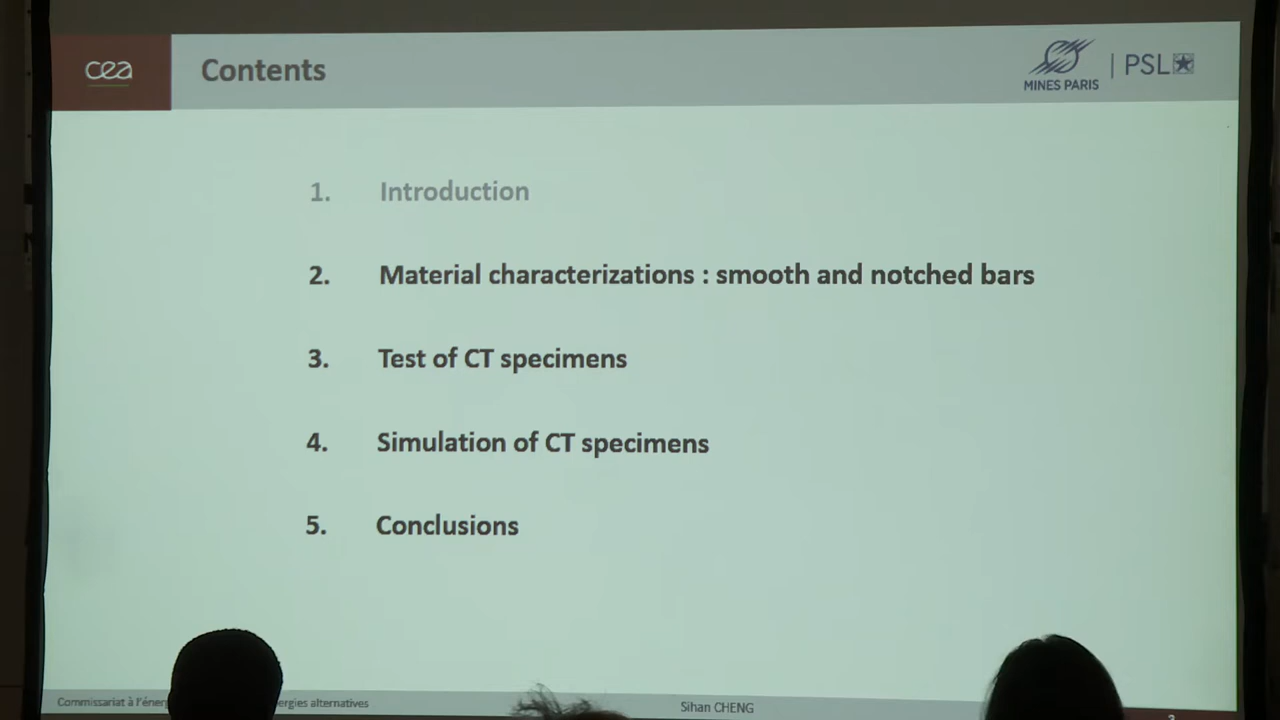 cea
Contents
MINES PARIS
PSL
1. Introduction
2. Material characterizations : smooth and notched bars
3. Test of CT specimens
4. Simulation of CT specimens
5. Conclusions
Commissariat à ergies alternatives
Sihan CHENG